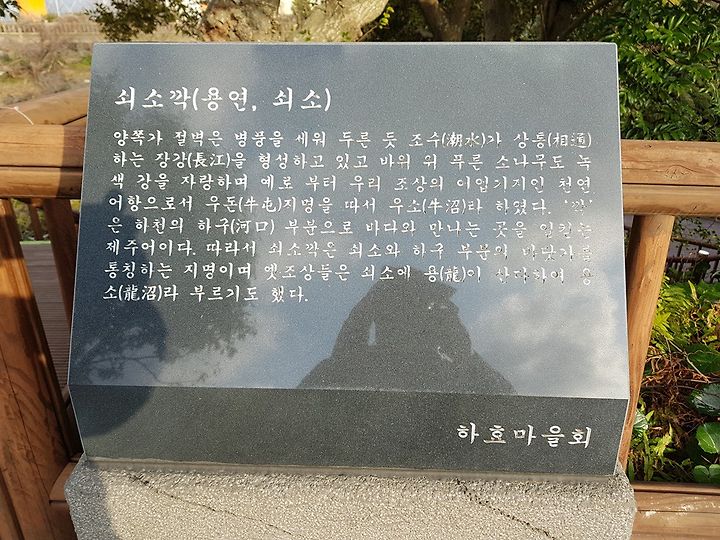 쇠소깍(용연, 쇠소)
양쪽가 절벽은 병풍을 세워 두른 듯 조수(潮水)가 상통(相通)
하는 장강(長江)을 형성하고 있고 바위 위 푸른 소나무도 녹
색 강을 자랑하며 예로 부터 우리 조상의 이일기지인 천연
어항으로서 우돈(牛屯)지명을 따서 우소(牛沼)라 하였다. '깍'
은 하천의 하구(河口) 부분으로 바다와 만나는 곳을 일컫는
제주어이다. 따라서 쇠소깍은 쇠소와 하구 부분의 바닷가를
통칭하는 지명이며 옛조상들은 쇠소에 용(龍)이 산다하여 용
소(龍沼)라 부르기도 했다.
하효마을회